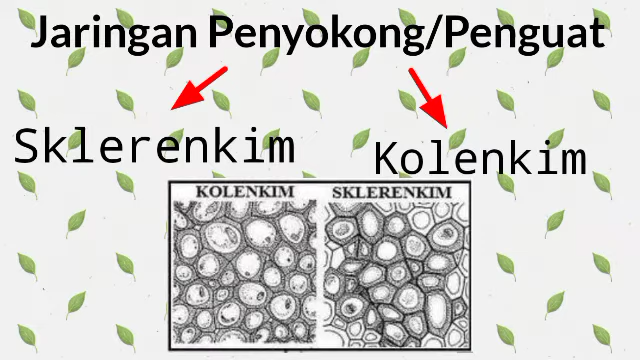 Jaringan Penyokong/Penguat
Sklerenkim
Kolenkim
KOLENKIM
SKLERENKIM